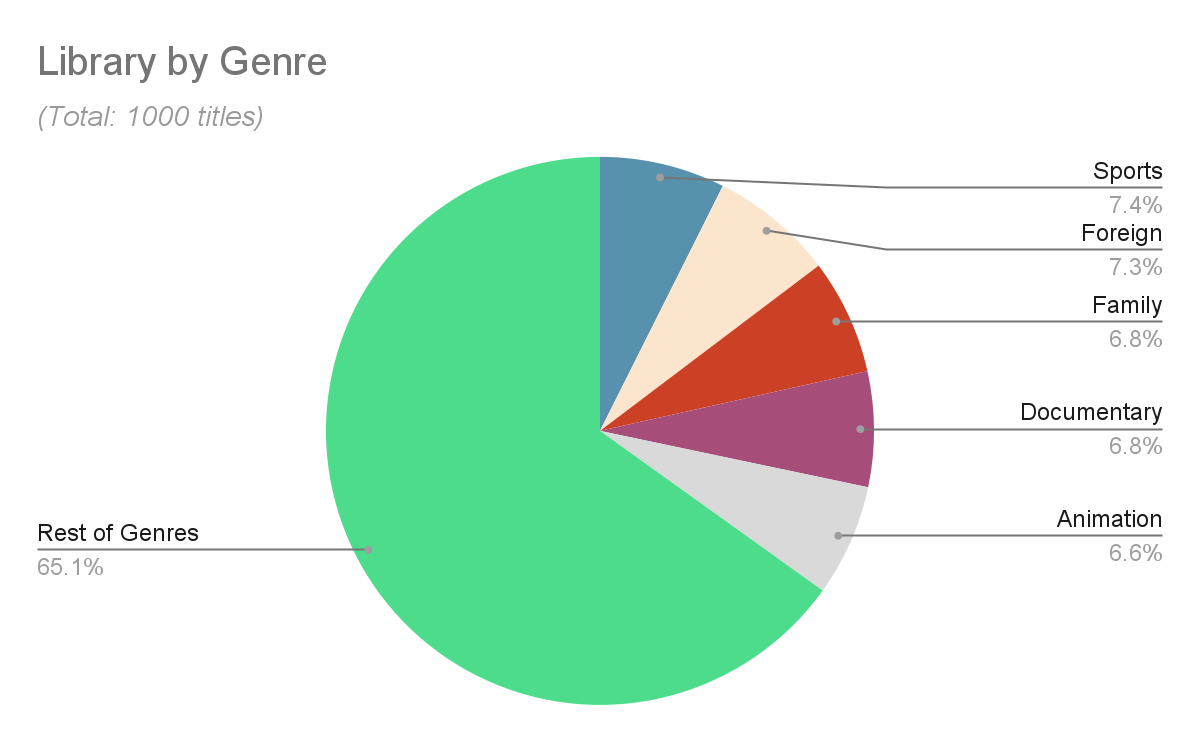 Library by Genre
(Total: 1000 titles)
Sports
7.4%
Foreign
7.3%
Family
6.8%
Documentary
6.8%
Animation
6.6%
Rest of Genres
65.1%